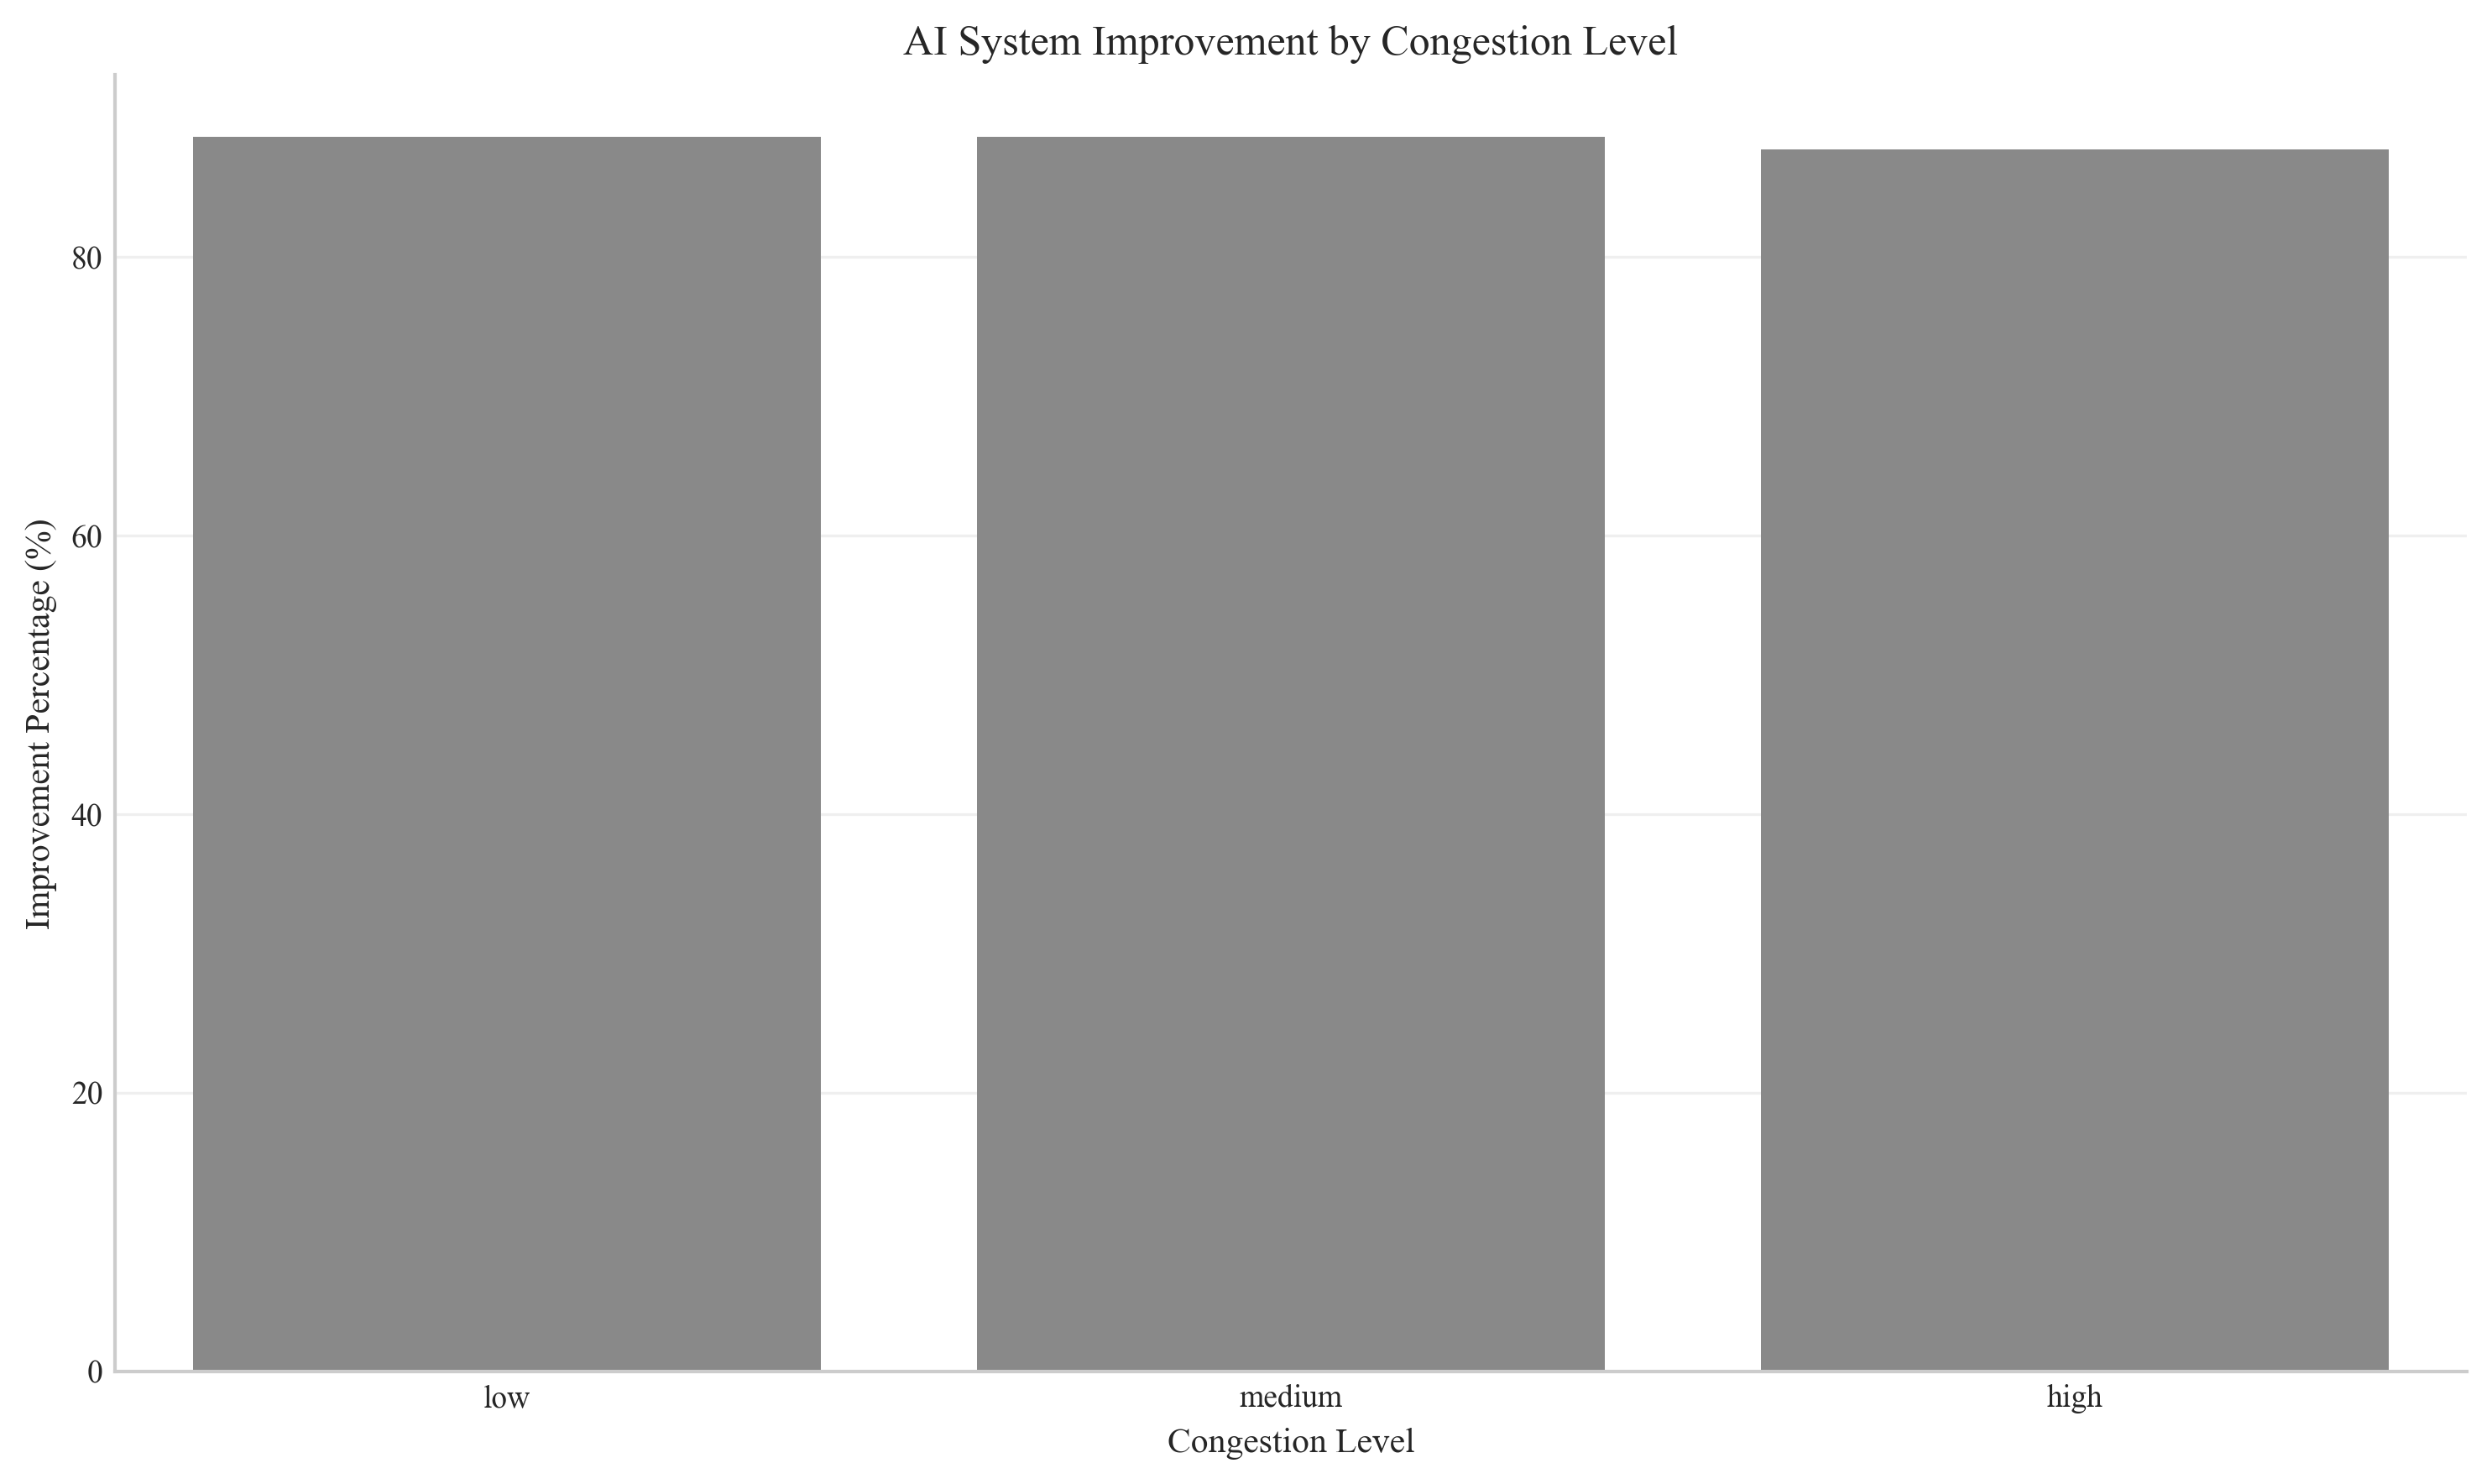 AI System Improvement by Congestion Level
Improvement Percentage (%)
80
60
40
20
0
low medium high
Congestion Level